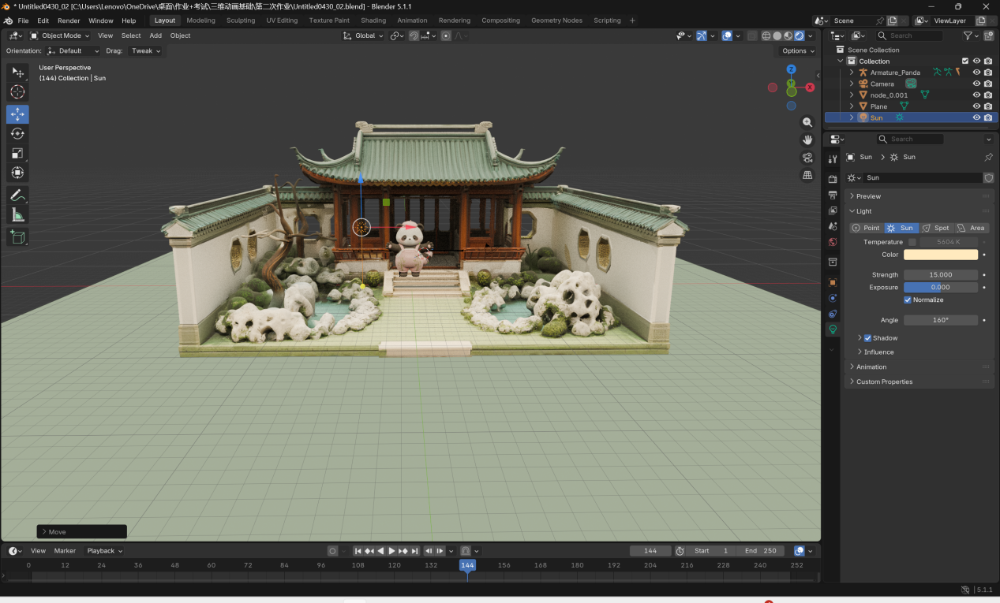 * Untitled0430_02 [C:\Users\Lenovo\OneDrive\桌面\作业+考试\三维动画基础\第二次作业\Untitled0430_02.blend] - Blender 5.1.1
File Edit Render Window Help Layout Modeling Sculpting UV Editing Texture Paint Shading Animation Rendering Compositing Geometry Nodes Scripting + Scene ViewLayer
Object Mode View Select Add Object Global Search
Orientation: Default Drag: Tweak Options
User Perspective
(144) Collection | Sun
Z
X
Y
Scene Collection
Collection
Armature_Panda
Camera
node_0.001
Plane
Sun
Search
Sun Sun
Sun
Preview
Light
Point Sun Spot Area
Temperature 5604 K
Color
Strength 15.000
Exposure 0.000
Normalize
Angle 160°
Shadow
Influence
Animation
Custom Properties
Move
View Marker Playback 144 Start 1 End 250
0 12 24 36 48 60 72 84 96 108 120 132 144 156 168 180 192 204 216 228 240 252
5.1.1